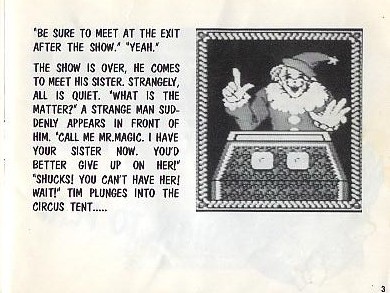 "BE SURE TO MEET AT THE EXIT
AFTER THE SHOW." "YEAH."
THE SHOW IS OVER, HE COMES
TO MEET HIS SISTER. STRANGELY,
ALL IS QUIET. "WHAT IS THE
MATTER?" A STRANGE MAN SUD-
DENLY APPEARS IN FRONT OF
HIM. "CALL ME MR.MAGIC. I HAVE
YOUR SISTER NOW. YOU'D
BETTER GIVE UP ON HER!"
"SHUCKS! YOU CAN'T HAVE HER!
WAIT!" TIM PLUNGES INTO THE
CIRCUS TENT.....
3